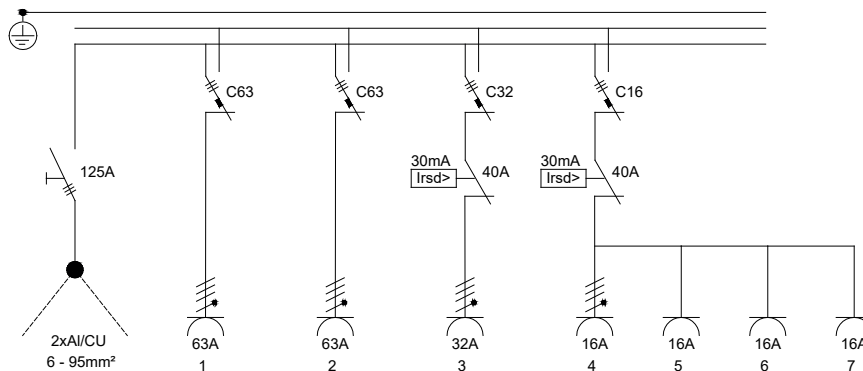 C63
C63
C32
C16
125A
30mA
Irsd>
40A
30mA
Irsd>
40A
2xAl/CU
6 - 95mm²
63A
1
63A
2
32A
3
16A
4
16A
5
16A
6
16A
7